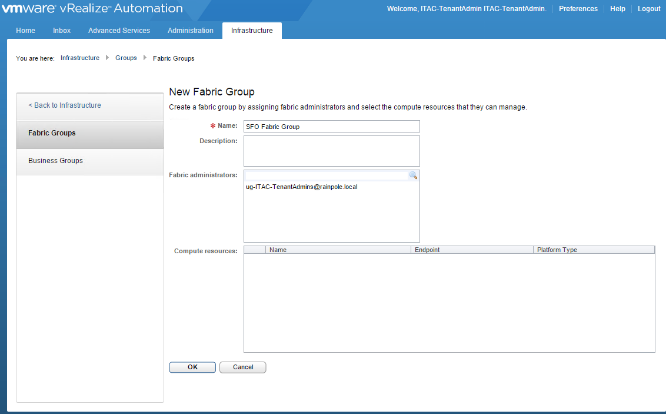 vmware® vRealize™ Automation
Welcome, ITAC-TenantAdmin ITAC-TenantAdmin. Preferences Help Logout
Home Inbox Advanced Services Administration Infrastructure
You are here: Infrastructure Groups Fabric Groups
< Back to Infrastructure
Fabric Groups
Business Groups
New Fabric Group
Create a fabric group by assigning fabric administrators and select the compute resources that they can manage.
* Name: SFO Fabric Group
Description:
Fabric administrators:
ug-ITAC-TenantAdmins@rainpole.local
Compute resources: Name Endpoint Platform Type
OK Cancel